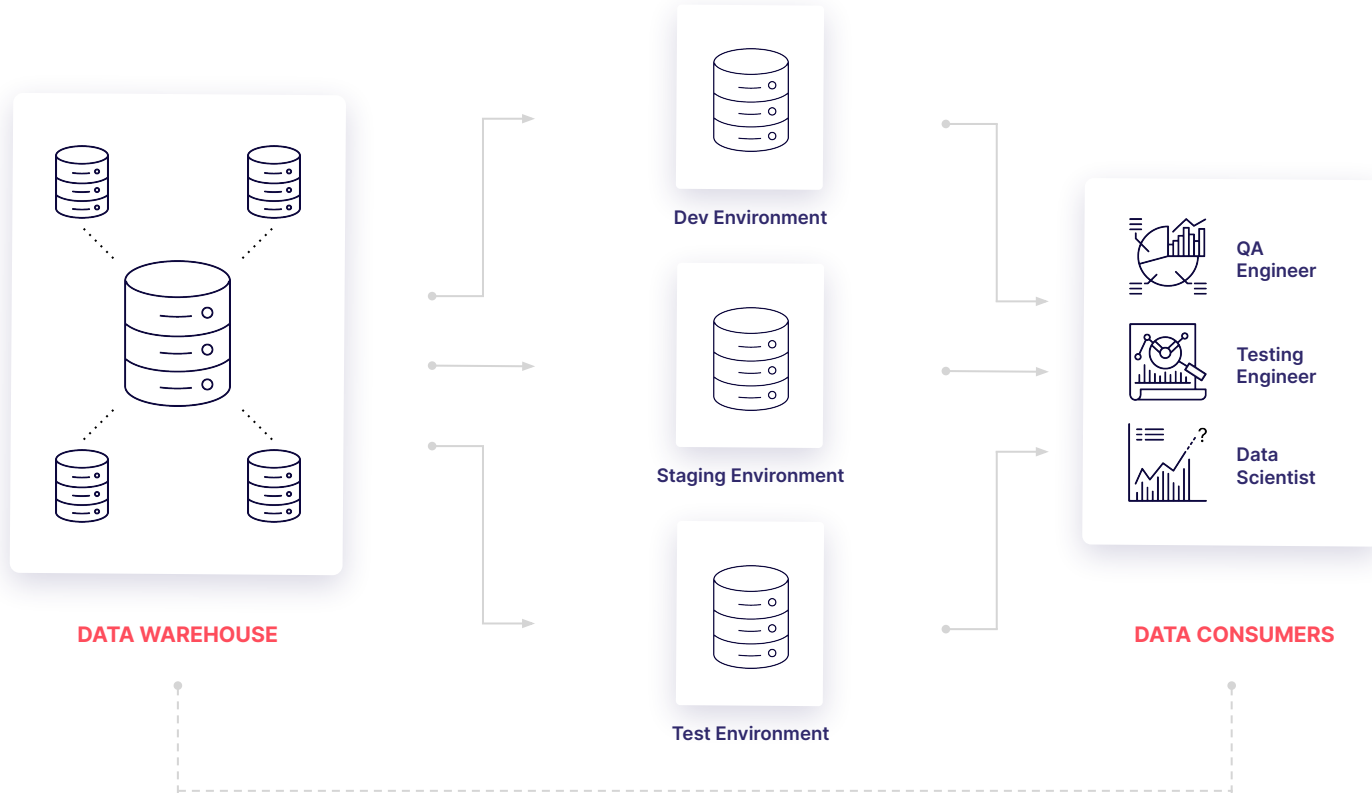 Dev Environment
QA
Engineer
Testing
Engineer
?
Data
Scientist
Staging Environment
DATA WAREHOUSE
DATA CONSUMERS
Test Environment